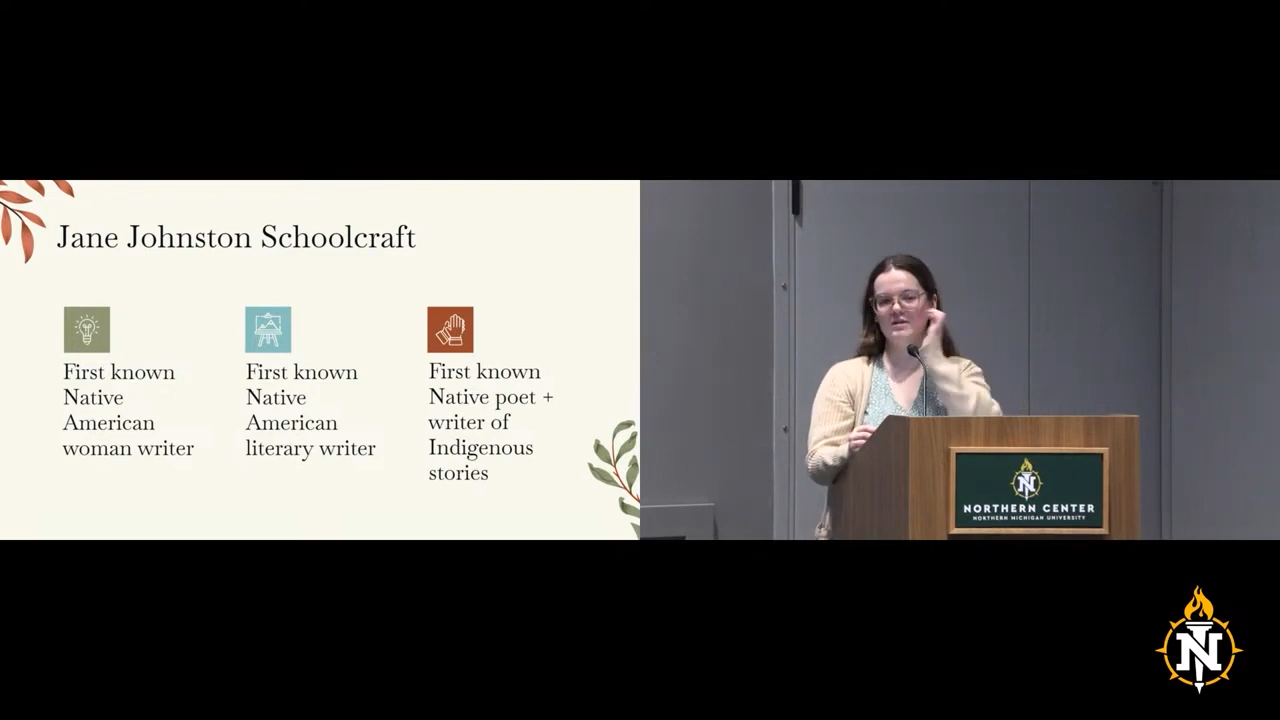 Jane Johnston Schoolcraft
First known
Native
American
woman writer
First known
Native
American
literary writer
First known
Native poet +
writer of
Indigenous
stories
N
NORTHERN CENTER
NORTHERN MICHIGAN UNIVERSITY
N